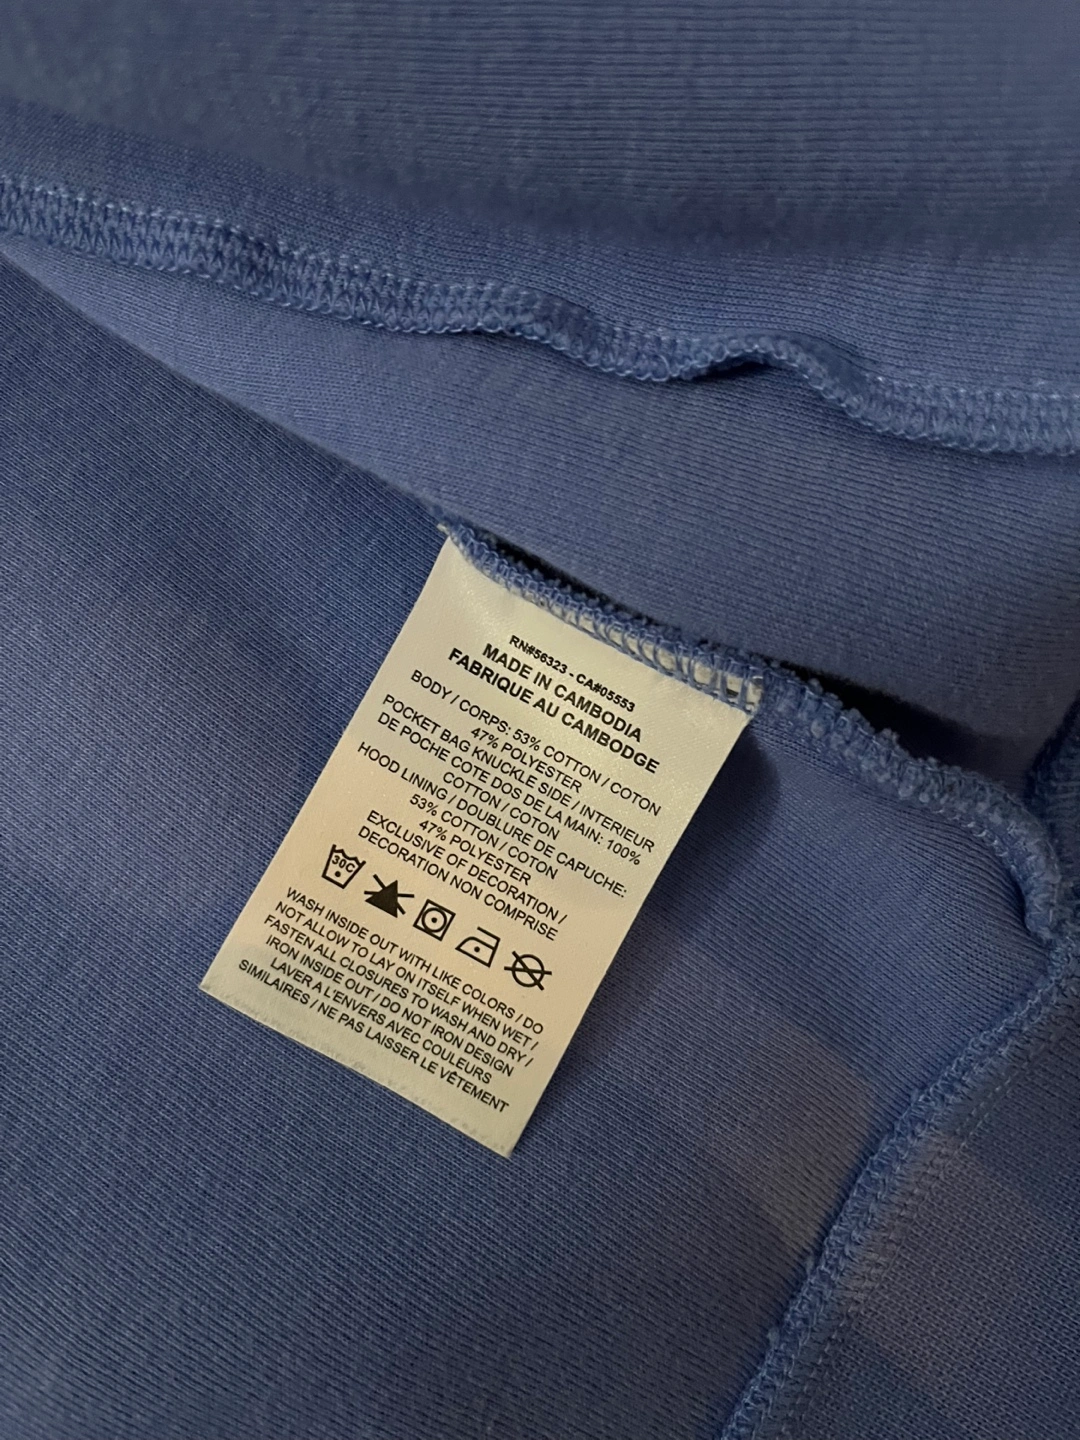 RN#56323 - CA#05553
MADE IN CAMBODIA
FABRIQUE AU CAMBODGE
BODY / CORPS: 53% COTTON / COTON
47% POLYESTER
POCKET BAG KNUCKLE SIDE / INTERIEUR
DE POCHE COTE DOS DE LA MAIN: 100%
COTTON / COTON
HOOD LINING / DOUBLURE DE CAPUCHE:
53% COTTON / COTON
47% POLYESTER
EXCLUSIVE OF DECORATION /
DECORATION NON COMPRISE
30C
WASH INSIDE OUT WITH LIKE COLORS / DO
NOT ALLOW TO LAY ON ITSELF WHEN WET /
FASTEN ALL CLOSURES TO WASH AND DRY /
IRON INSIDE OUT / DO NOT IRON DESIGN
LAVER A L'ENVERS AVEC COULEURS
SIMILAIRES / NE PAS LAISSER LE VÊTEMENT